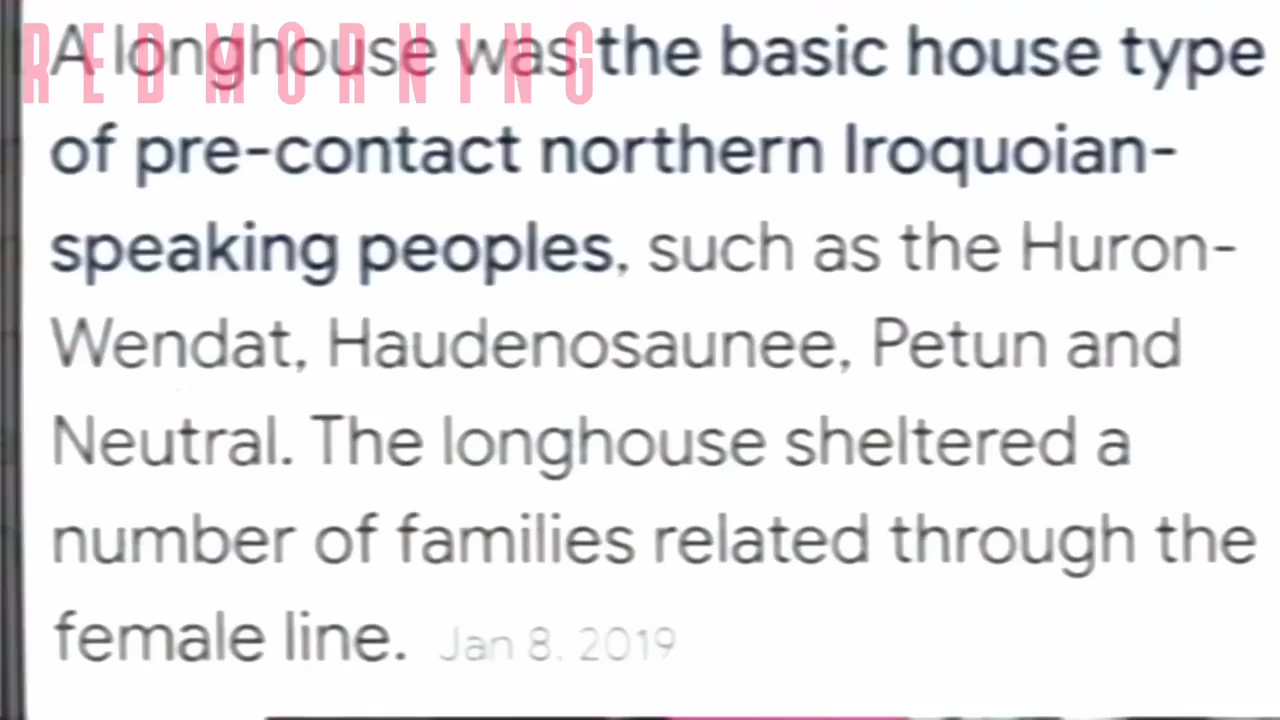 RED MORNING
A longhouse was the basic house type
of pre-contact northern Iroquoian-
speaking peoples, such as the Huron-
Wendat, Haudenosaunee, Petun and
Neutral. The longhouse sheltered a
number of families related through the
female line. Jan 8. 2019